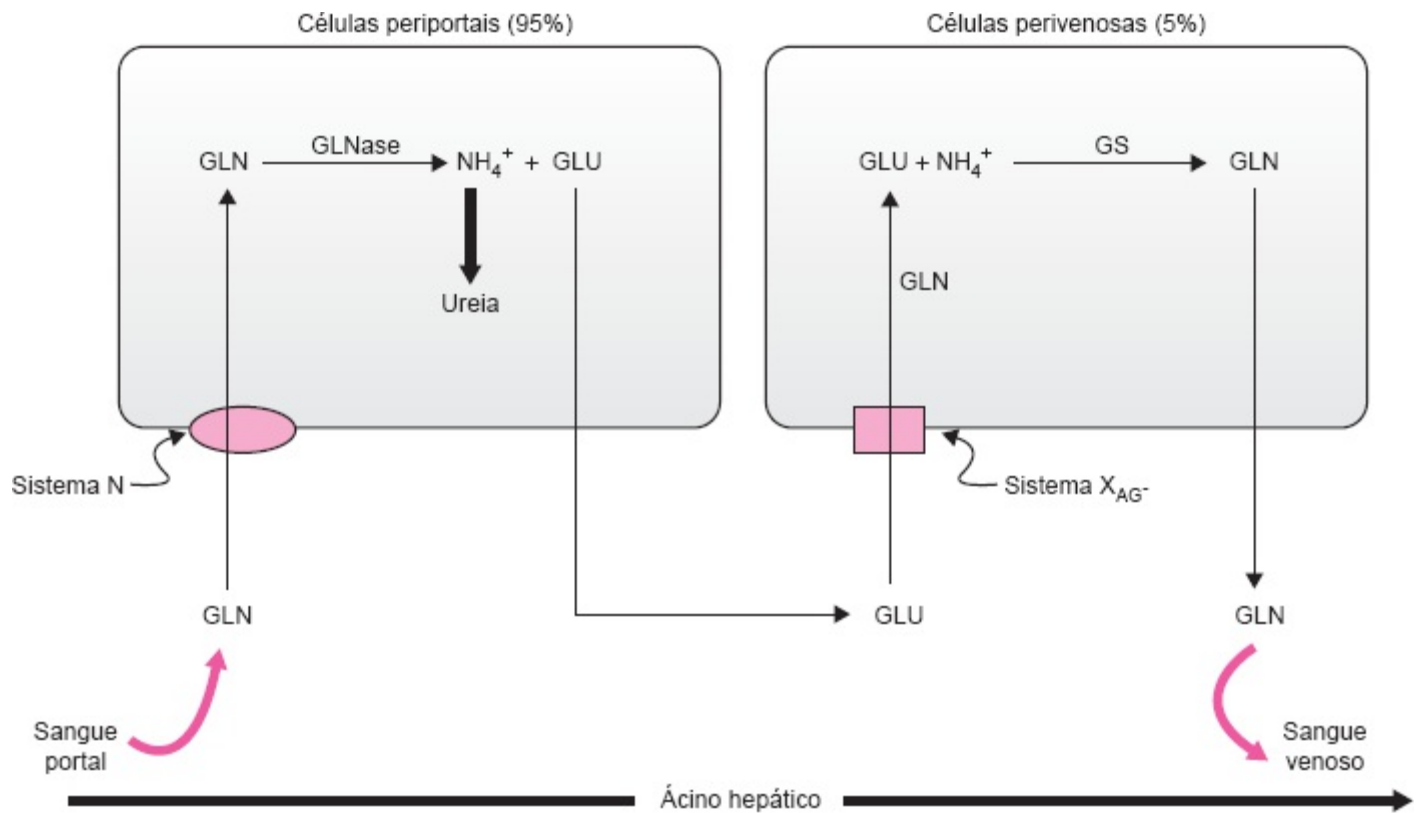 Células periportais (95%)
Células perivenosas (5%)
GLN
GLNase
NH4+ + GLU
Ureia
GLU + NH4+
GS
GLN
GLN
Sistema N
Sistema XAG-
GLN
GLU
GLN
Sangue
portal
Sangue
venoso
Ácino hepático